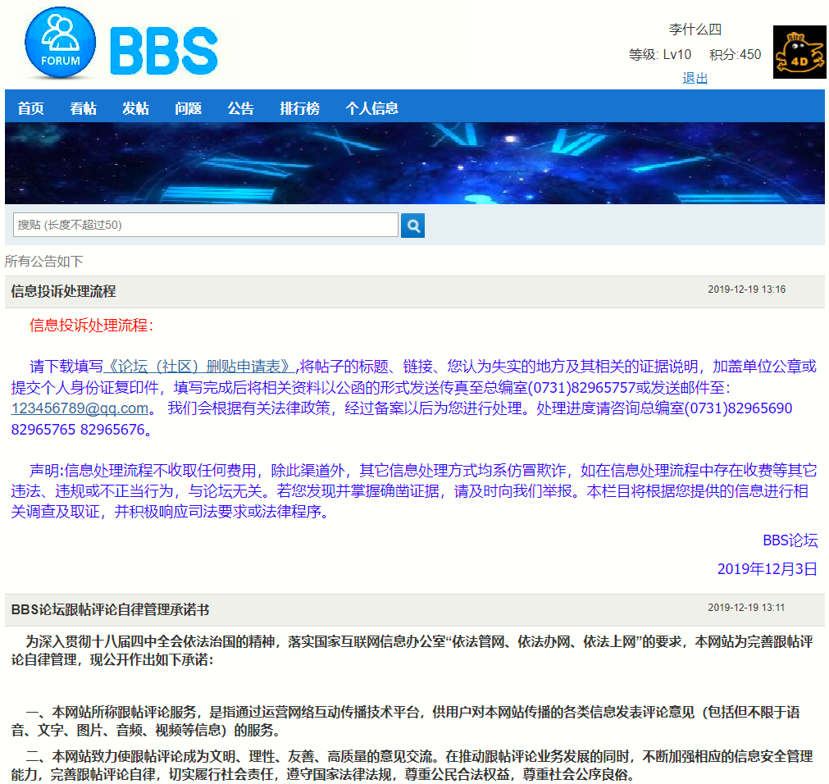 FORUM
BBS
李什么四
等级: Lv10 积分:450
4D
退出
首页 看帖 发帖 问题 公告 排行榜 个人信息
搜贴 (长度不超过50)
所有公告如下
信息投诉处理流程 2019-12-19 13:16
信息投诉处理流程：
请下载填写《论坛（社区）删贴申请表》,将帖子的标题、链接、您认为失实的地方及其相关的证据说明，加盖单位公章或
提交个人身份证复印件，填写完成后将相关资料以公函的形式发送传真至总编室(0731)82965757或发送邮件至：
123456789@qq.com。 我们会根据有关法律政策，经过备案以后为您进行处理。处理进度请咨询总编室(0731)82965690
82965765 82965676。
声明:信息处理流程不收取任何费用，除此渠道外，其它信息处理方式均系仿冒欺诈，如在信息处理流程中存在收费等其它
违法、违规或不正当行为，与论坛无关。若您发现并掌握确凿证据，请及时向我们举报。本栏目将根据您提供的信息进行相
关调查及取证，并积极响应司法要求或法律程序。
BBS论坛
2019年12月3日
BBS论坛跟帖评论自律管理承诺书 2019-12-19 13:11
为深入贯彻十八届四中全会依法治国的精神，落实国家互联网信息办公室“依法管网、依法办网、依法上网”的要求，本网站为完善跟帖评
论自律管理，现公开作出如下承诺：
一、本网站所称跟帖评论服务，是指通过运营网络互动传播技术平台，供用户对本网站传播的各类信息发表评论意见（包括但不限于语
音、文字、图片、音频、视频等信息）的服务。
二、本网站致力使跟帖评论成为文明、理性、友善、高质量的意见交流。在推动跟帖评论业务发展的同时，不断加强相应的信息安全管理
能力，完善跟帖评论自律，切实履行社会责任，遵守国家法律法规，尊重公民合法权益，尊重社会公序良俗。